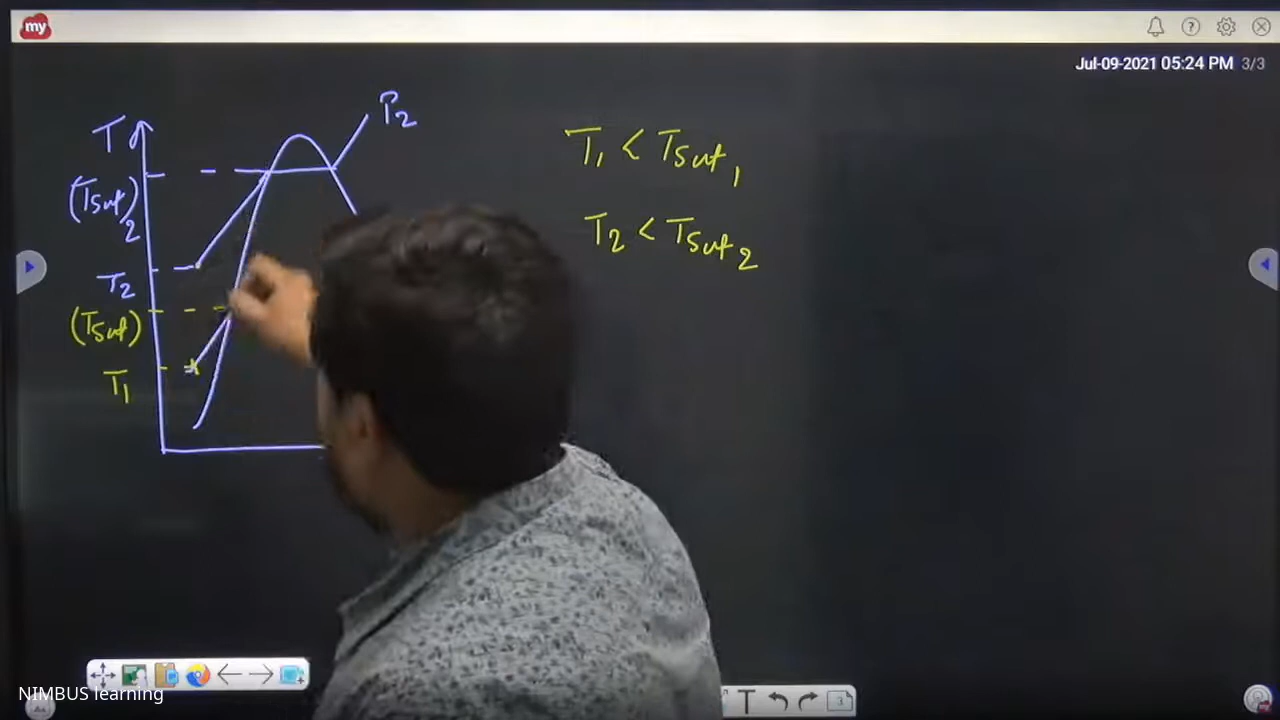 my
Jul-09-2021 05:24 PM 3/3
T
P2
(Tsat)2
T2
(Tsat)
T1
T1 < Tsat1
T2 < Tsat2
T
3
NIMBUS learning